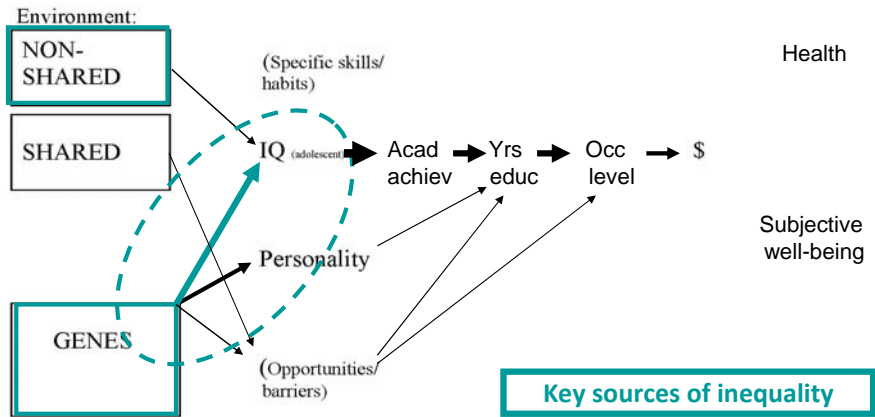 Environment:
NON-
SHARED
(Specific skills/
habits)
Health
SHARED
IQ (adolescent)
Acad
achiev
Yrs
educ
Occ
level
$
Personality
Subjective
well-being
GENES
(Opportunities/
barriers)
Key sources of inequality